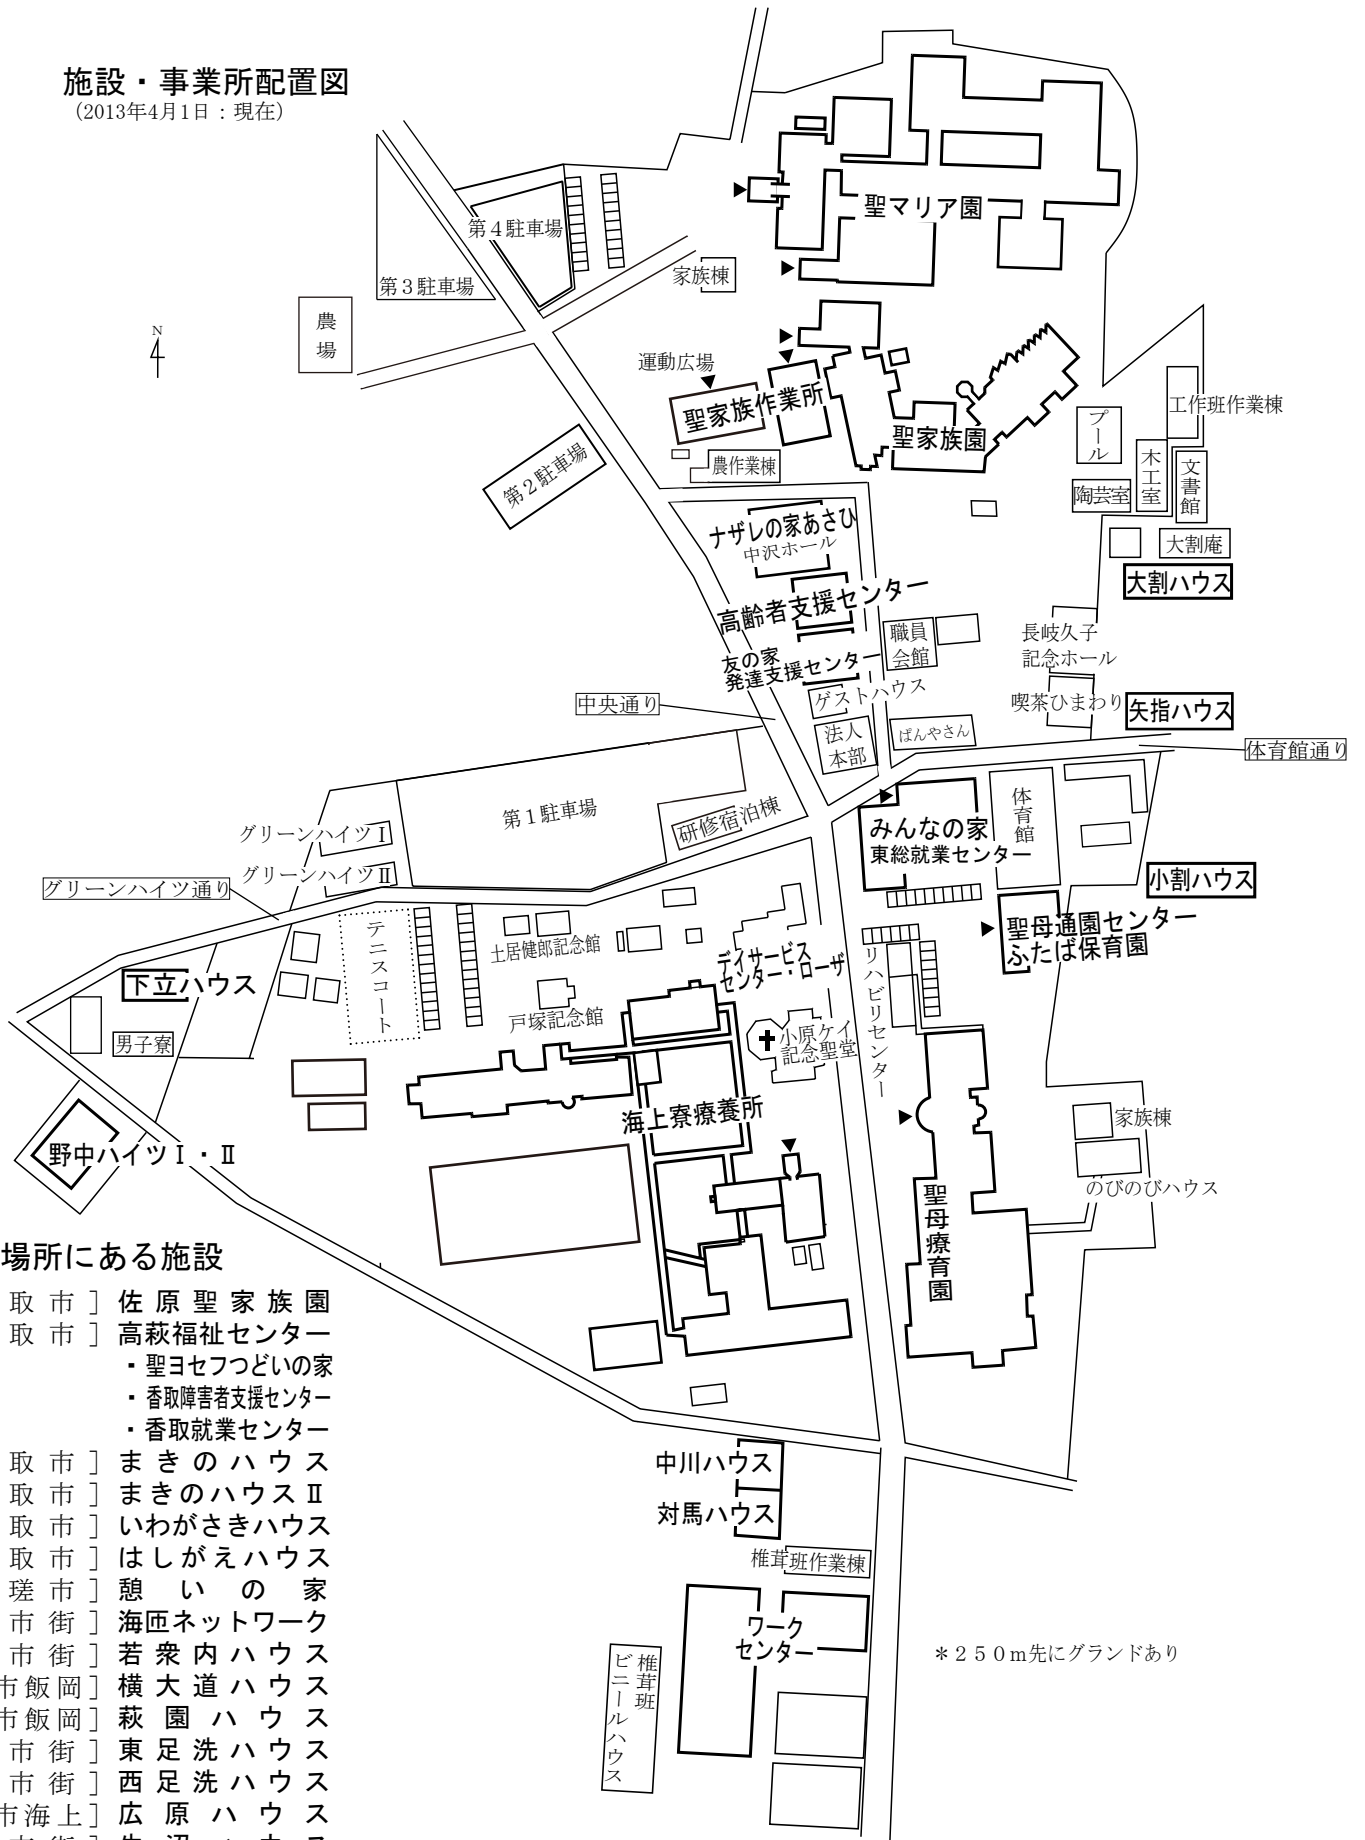 施設・事業所配置図
(2013年4月1日：現在)
聖マリア園
第４駐車場
第３駐車場
家族棟
農場
N
運動広場
聖家族作業所
聖家族園
工作班作業棟
プール
木工室
文書館
陶芸室
農作業棟
第２駐車場
大割庵
大割ハウス
ナザレの家あさひ
中沢ホール
高齢者支援センター
職員
会館
長岐久子
記念ホール
友の家
発達支援センター
ゲストハウス
喫茶ひまわり
矢指ハウス
中央通り
法人
本部
ぱんやさん
体育館通り
第１駐車場
研修宿泊棟
グリーンハイツⅠ
グリーンハイツⅡ
グリーンハイツ通り
みんなの家
東総就業センター
体育館
小割ハウス
聖母通園センター
ふたば保育園
テニスコート
土居健郎記念館
デイサービス
センター・ローザ
リハビリセンター
下立ハウス
男子寮
戸塚記念館
小原ケイ
記念聖堂
海上寮療養所
家族棟
のびのびハウス
野中ハイツⅠ・Ⅱ
聖母療育園
場所にある施設
取市］佐原聖家族園
取市］高萩福祉センター
・聖ヨセフつどいの家
・香取障害者支援センター
・香取就業センター
取市］まきのハウス
取市］まきのハウスⅡ
取市］いわがさきハウス
取市］はしがえハウス
瑳市］憩いの家
市街］海匝ネットワーク
市街］若衆内ハウス
市飯岡］横大道ハウス
市飯岡］萩園ハウス
市街］東足洗ハウス
市街］西足洗ハウス
市海上］広原ハウス
中川ハウス
対馬ハウス
椎茸班作業棟
ワーク
センター
椎茸班
ビニールハウス
＊２５０ｍ先にグランドあり